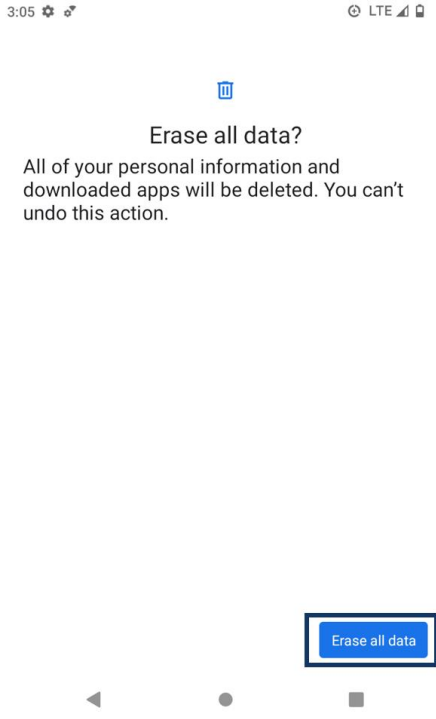 3:05 LTE
Erase all data?
All of your personal information and
downloaded apps will be deleted. You can’t
undo this action.
Erase all data